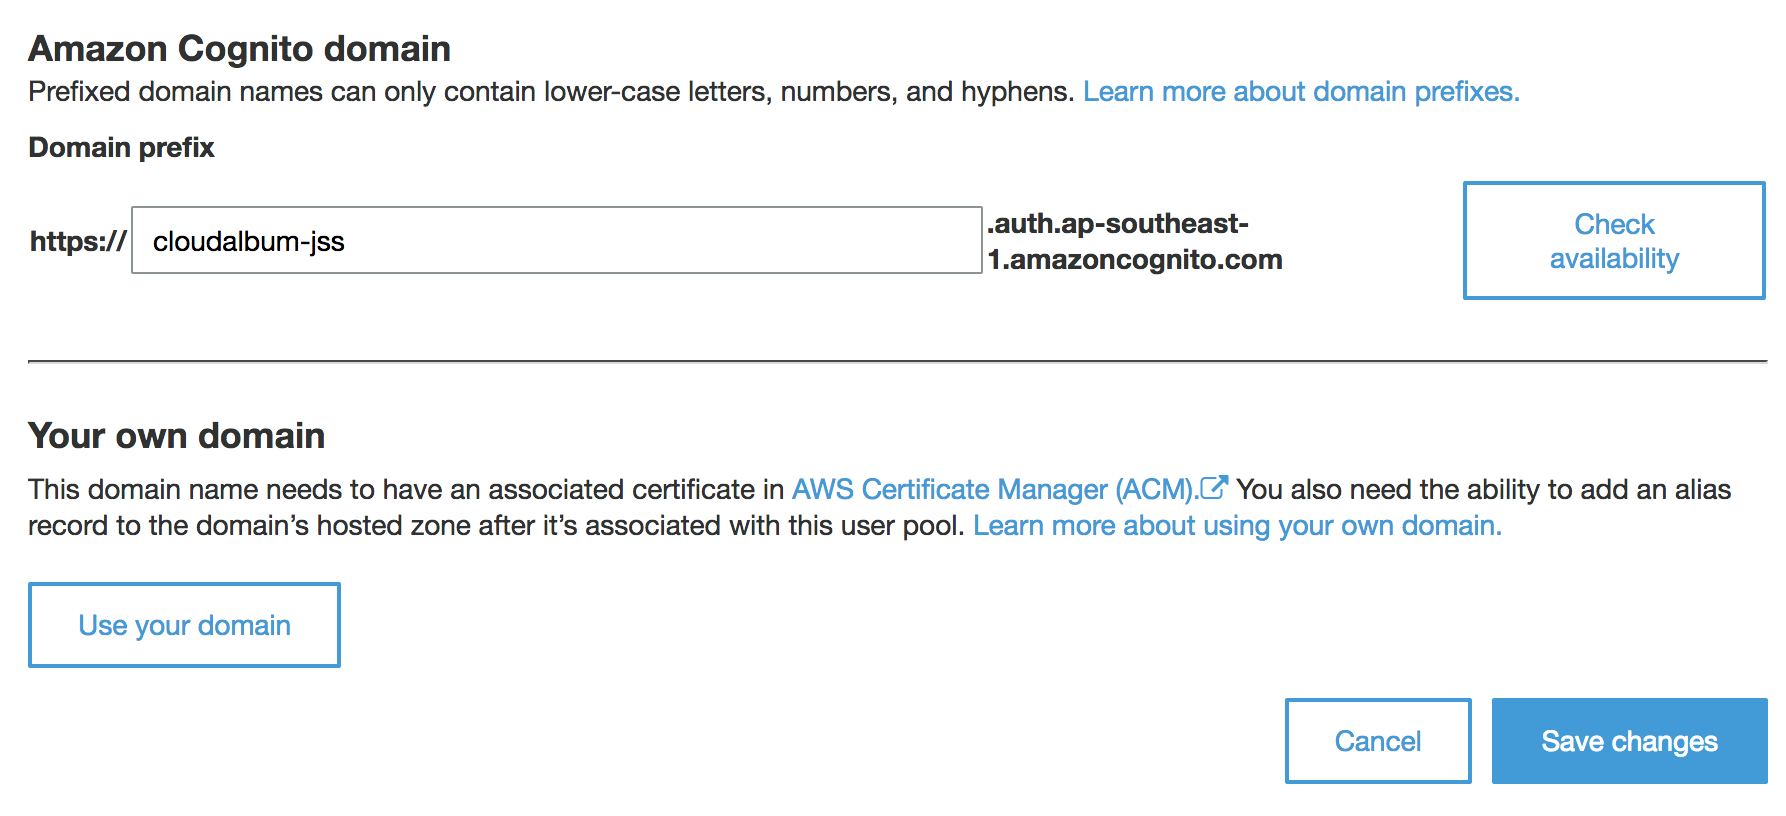 Amazon Cognito domain
Prefixed domain names can only contain lower-case letters, numbers, and hyphens. Learn more about domain prefixes.
Domain prefix
https:// cloudalbum-jss .auth.ap-southeast-
1.amazoncognito.com
Check
availability
Your own domain
This domain name needs to have an associated certificate in AWS Certificate Manager (ACM). You also need the ability to add an alias
record to the domain’s hosted zone after it’s associated with this user pool. Learn more about using your own domain.
Use your domain
Cancel
Save changes